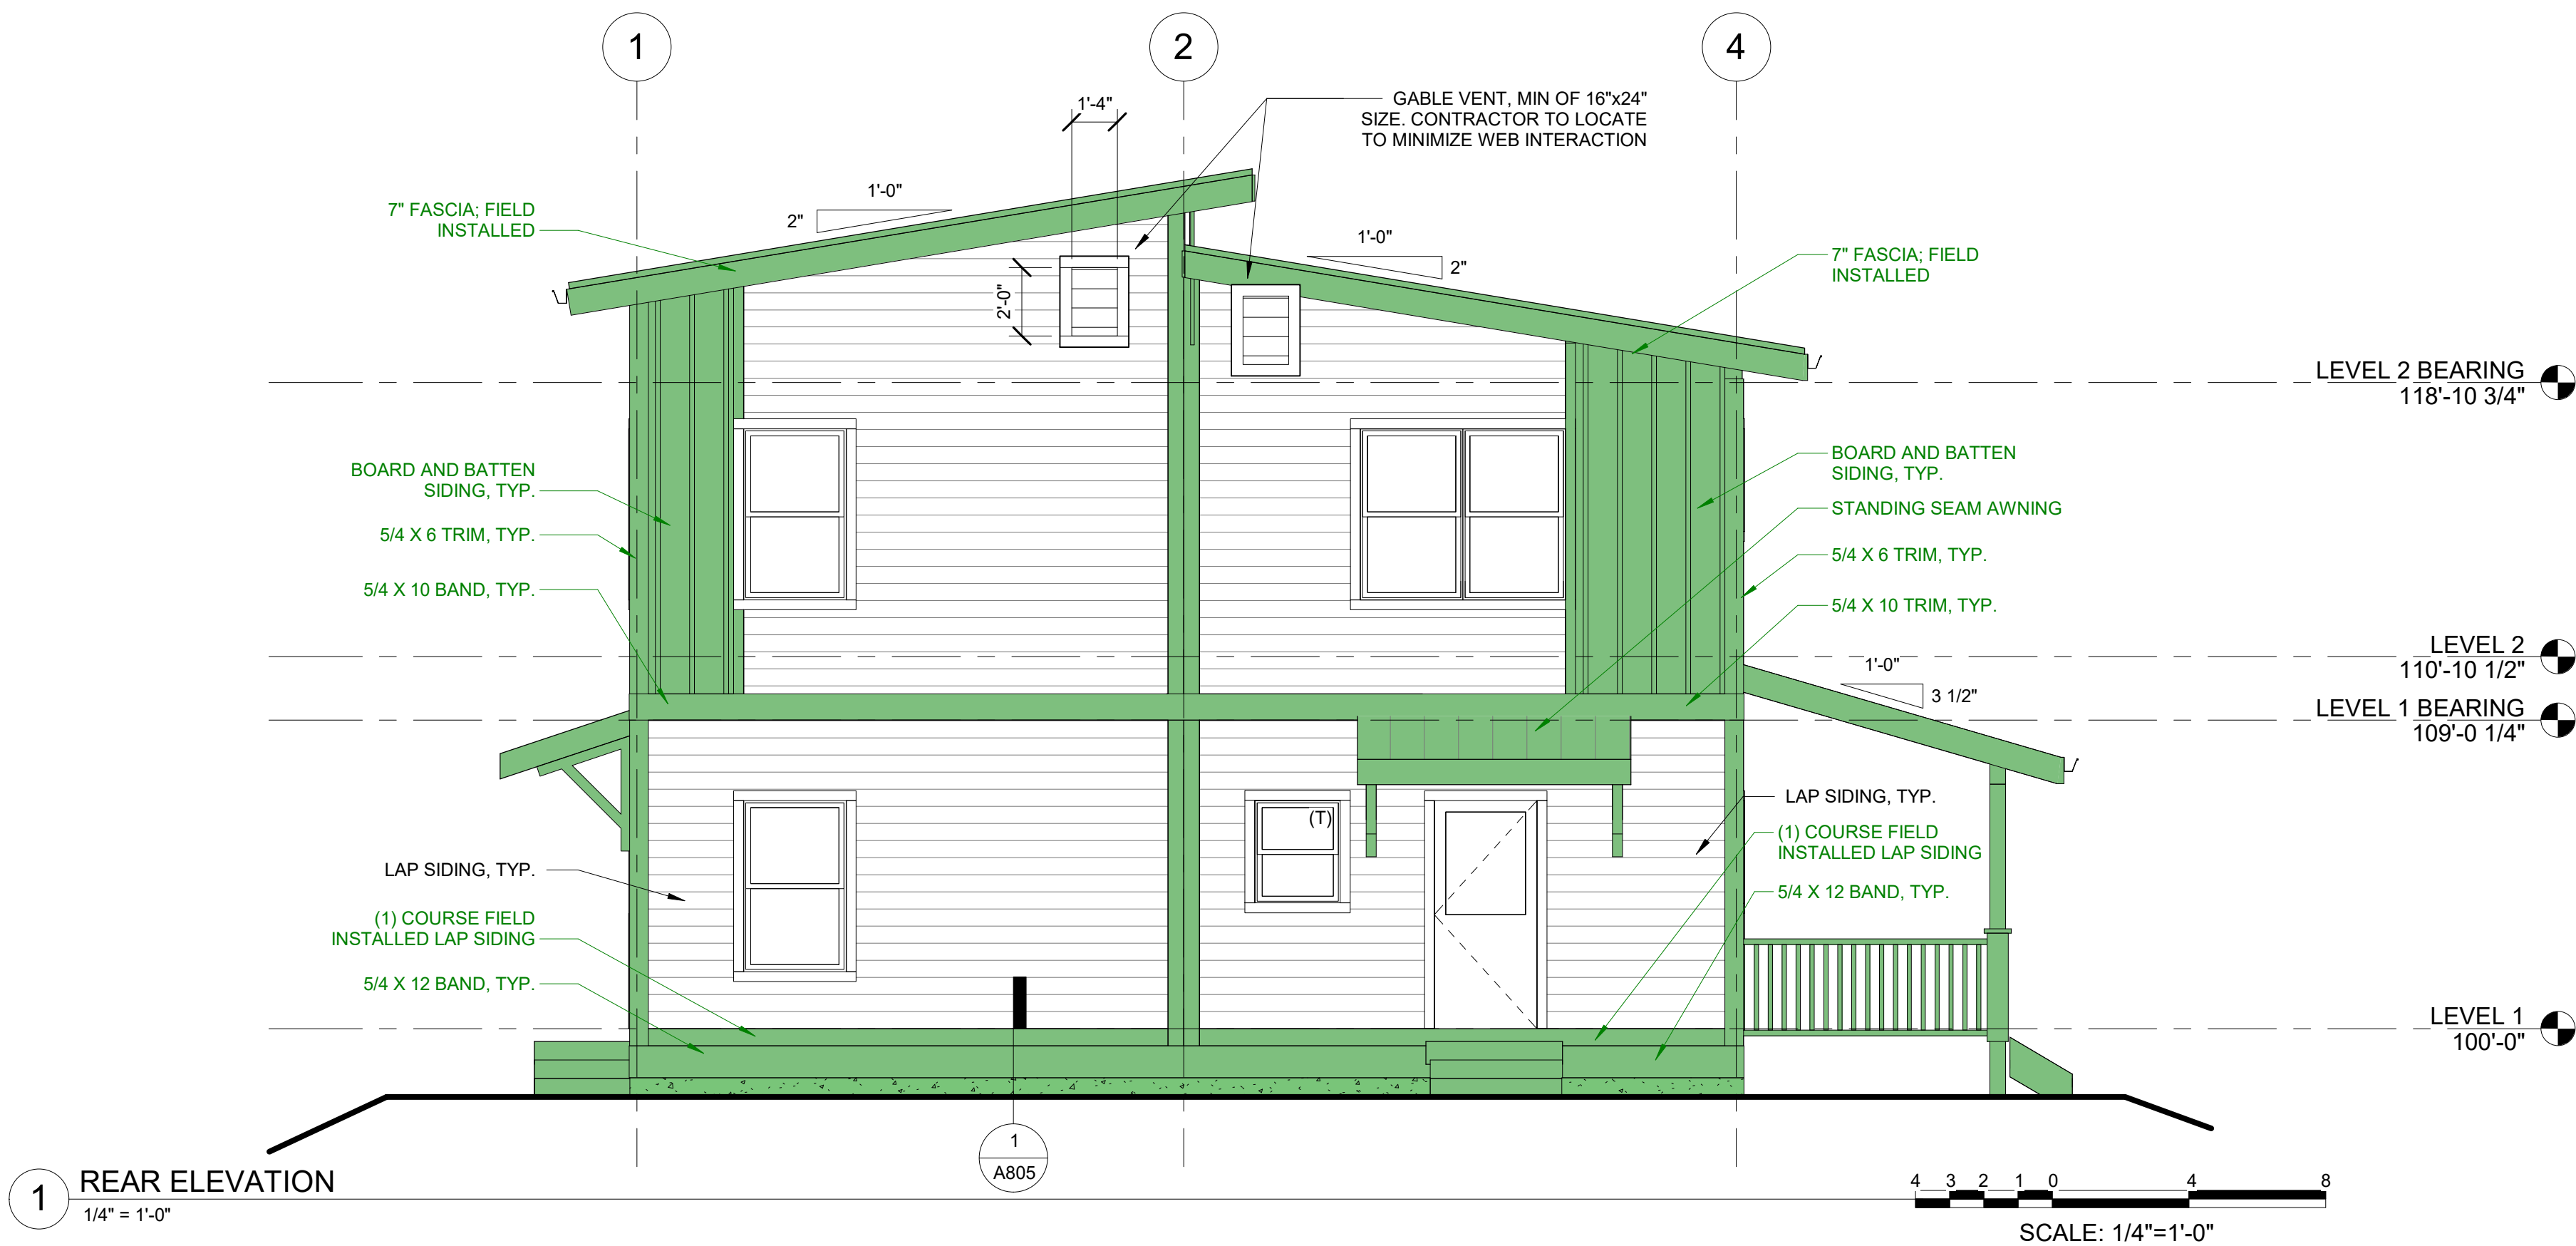 1
2
4
1'-4"
GABLE VENT, MIN OF 16"x24"
SIZE. CONTRACTOR TO LOCATE
TO MINIMIZE WEB INTERACTION
1'-0"
2"
7" FASCIA; FIELD
INSTALLED
1'-0"
2"
7" FASCIA; FIELD
INSTALLED
2'-0"
LEVEL 2 BEARING
118'-10 3/4"
BOARD AND BATTEN
SIDING, TYP.
5/4 X 6 TRIM, TYP.
5/4 X 10 BAND, TYP.
BOARD AND BATTEN
SIDING, TYP.
STANDING SEAM AWNING
5/4 X 6 TRIM, TYP.
5/4 X 10 TRIM, TYP.
LEVEL 2
110'-10 1/2"
1'-0"
3 1/2"
LEVEL 1 BEARING
109'-0 1/4"
(T)
LAP SIDING, TYP.
(1) COURSE FIELD
INSTALLED LAP SIDING
5/4 X 12 BAND, TYP.
LAP SIDING, TYP.
(1) COURSE FIELD
INSTALLED LAP SIDING
5/4 X 12 BAND, TYP.
LEVEL 1
100'-0"
1
A805
1 REAR ELEVATION
1/4" = 1'-0"
4 3 2 1 0 4 8
SCALE: 1/4"=1'-0"